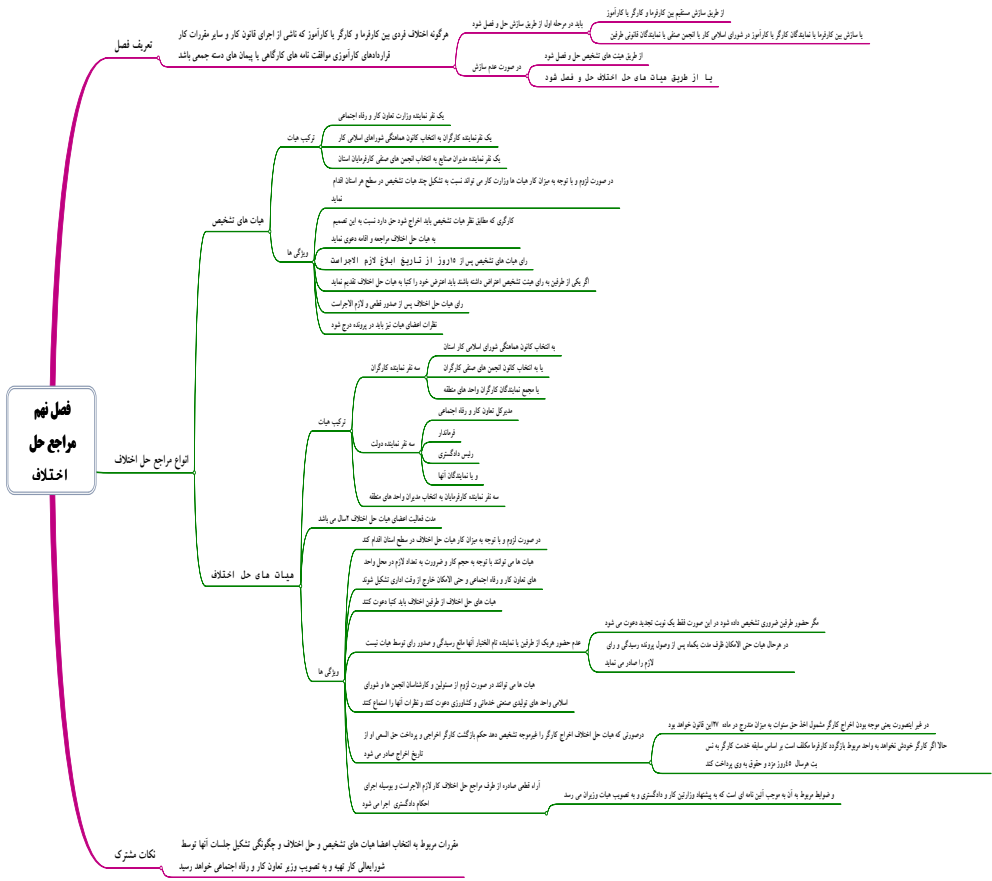 فصل نهم
مراجع حل
اختلاف
تعریف فصل
هرگونه اختلاف فردی بین کارفرما و کارگر یا کارآموز که ناشی از اجرای قانون کار و سایر مقررات کار
قراردادهای کارآموزی موافقت نامه های کارگاهی یا پیمان های دسته جمعی باشد
باید در مرحله اول از طریق سازش حل و فصل شود
از طریق سازش مستقیم بین کارفرما و کارگر یا کارآموز
یا سازش بین کارفرما یا نمایندگان کارگر یا کارآموز در شورای اسلامی کار یا انجمن صنفی یا نمایندگان قانونی طرفین
در صورت عدم سازش
از طریق هیئت های تشخیص حل و فصل شود
یا از طریق هیات های حل اختلاف حل و فصل شود
انواع مراجع حل اختلاف
هیات های تشخیص
ترکیب هیات
یک نفر نماینده وزارت تعاون کار و رفاه اجتماعی
یک نفرنماینده کارگران به انتخاب کانون هماهنگی شوراهای اسلامی کار
یک نفر نماینده مدیران صنایع به انتخاب انجمن های صنفی کارفرمایان استان
ویژگی ها
در صورت لزوم و با توجه به میزان کار هیات ها وزارت کار می تواند نسبت به تشکیل چند هیات تشخیص در سطح هر استان اقدام
نماید
کارگری که مطابق نظر هیات تشخیص باید اخراج شود حق دارد نسبت به این تصمیم
به هیات حل اختلاف مراجعه و اقامه دعوی نماید
رای هیات های تشخیص پس از ۱۵روز از تاریخ ابلاغ لازم الاجراست
اگر یکی از طرفین به رای هیئت تشخیص اعتراض داشته باشند باید اعترض خود را کتبا به هیات حل اختلاف تقدیم نماید
رای هیات حل اختلاف پس از صدور قطعی و لازم الاجراست
نظرات اعضای هیات نیز باید در پرونده درج شود
هیات های حل اختلاف
ترکیب هیات
سه نفر نماینده کارگران
به انتخاب کانون هماهنگی شورای اسلامی کار استان
یا به انتخاب کانون انجمن های صنفی کارگران
یا مجمع نمایندگان کارگران واحد های منطقه
سه نفر نماینده دولت
مدیرکل تعاون کار و رفاه اجتماعی
فرماندار
رئیس دادگستری
و یا نمایندگان آنها
سه نفر نماینده کارفرمایان به انتخاب مدیران واحد های منطقه
مدت فعالیت اعضای هیات حل اختلاف ۲سال می باشد
ویژگی ها
در صورت لزوم و با توجه به میزان کار هیات حل اختلاف در سطح استان اقدام کند
هیات ها می توانند با توجه به حجم کار و ضرورت به تعداد لازم در محل واحد
های تعاون کار و رفاه اجتماعی و حتی الامکان خارج از وقت اداری تشکیل شوند
هیات های حل اختلاف از طرفین اختلاف باید کتبا دعوت کنند
عدم حضور هریک از طرفین یا نماینده تام الختیار آنها مانع رسیدگی و صدور رای توسط هیات نیست
مگر حضور طرفین ضروری تشخیص داده شود در این صورت فقط یک نوبت تجدید دعوت می شود
در هرحال هیات حتی الامکان ظرف مدت یکماه پس از وصول پرونده رسیدگی و رای
لازم را صادر می نماید
هیات ها می توانند در صورت لزوم از مسئولین و کارشناسان انجمن ها و شورای
اسلامی واحد های تولیدی صنعتی خدماتی و کشاورزی دعوت کنند و نظرات آنها را استماع کنند
درصورتی که هیات حل اختلاف اخراج کارگر را غیرموجه تشخیص دهد حکم بازگشت کارگر اخراجی و پرداخت حق السعی او از
تاریخ اخراج صادر می شود
در غیر اینصورت یعنی موجه بودن اخراج کارگر مشمول اخذ حق سنوات به میزان مندرج در ماده ۲۷این قانون خواهد بود
حالا اگر کارگر خودش نخواهد به واحد مربوط بازگردد کارفرما مکلف است بر اساس سابقه خدمت کارگر به نس
بت هرسال ۴۵روز مزد و حقوق به وی پرداخت کند
آراء قطعی صادره از طرف مراجع حل اختلاف کار لازم الاجراست و بوسیله اجرای
احکام دادگستری اجرا می شود
و ضوابط مربوط به آن به موجب آئین نامه ای است که به پیشنهاد وزارتین کار و دادگستری و به تصویب هیات وزیران می رسد
نکات مشترک
مقررات مربوط به انتخاب اعضا هیات های تشخیص و حل اختلاف و چگونگی تشکیل جلسات آنها توسط
شورایعالی کار تهیه و به تصویب وزیر تعاون کار و رفاه اجتماعی خواهد رسید